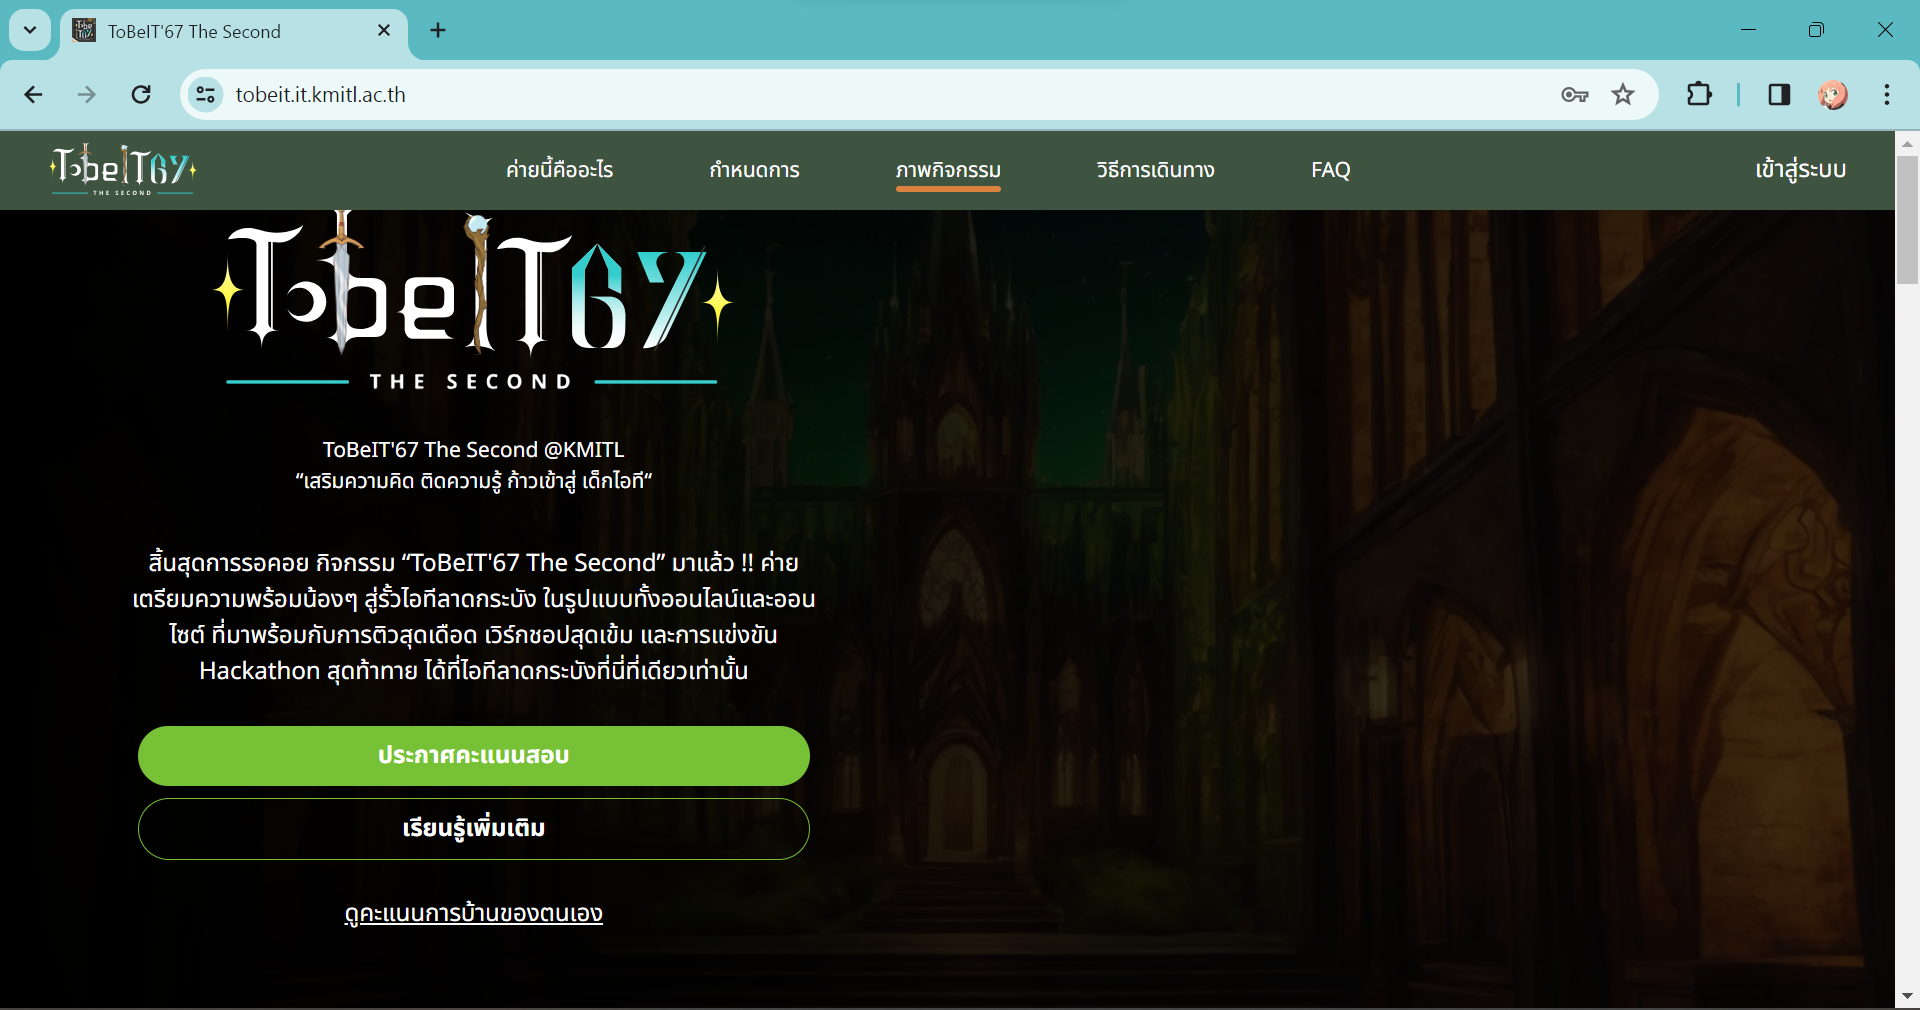 ToBeIT'67 The Second
tobeit.it.kmitl.ac.th
TobeIT67
THE SECOND
ค่ายนี้คืออะไร
กำหนดการ
ภาพกิจกรรม
วิธีการเดินทาง
FAQ
เข้าสู่ระบบ
TobeIT67
THE SECOND
ToBeIT'67 The Second @KMITL
“เสริมความคิด ติดความรู้ ก้าวเข้าสู่ เด็กไอที“
สิ้นสุดการรอคอย กิจกรรม “ToBeIT'67 The Second” มาแล้ว !! ค่าย
เตรียมความพร้อมน้องๆ สู่รั้วไอทีลาดกระบัง ในรูปแบบทั้งออนไลน์และออน
ไซต์ ที่มาพร้อมกับการติวสุดเดือด เวิร์กชอปสุดเข้ม และการแข่งขัน
Hackathon สุดท้าทาย ได้ที่ไอทีลาดกระบังที่นี่ที่เดียวเท่านั้น
ประกาศคะแนนสอบ
เรียนรู้เพิ่มเติม
ดูคะแนนการบ้านของตนเอง